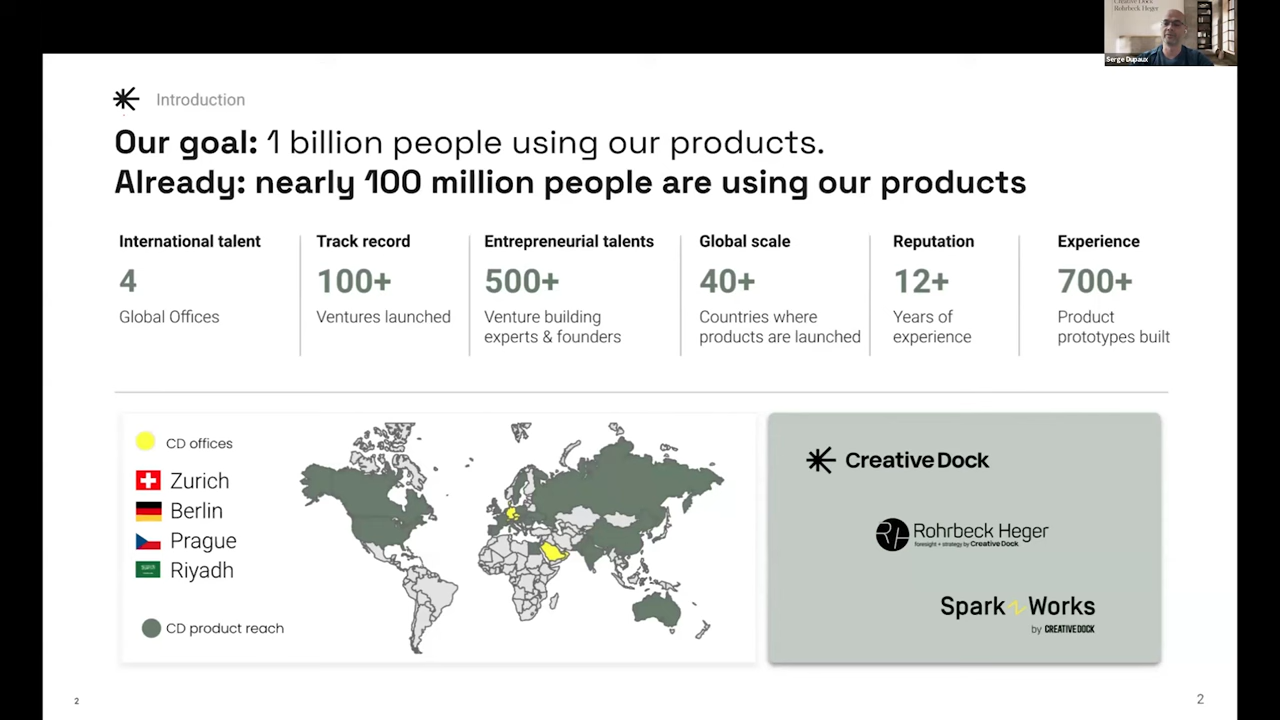 Creative Dock
Rohrbeck Heger
Serge Dupaux
Introduction
Our goal: 1 billion people using our products.
Already: nearly 100 million people are using our products
International talent
4
Global Offices
Track record
100+
Ventures launched
Entrepreneurial talents
500+
Venture building
experts & founders
Global scale
40+
Countries where
products are launched
Reputation
12+
Years of
experience
Experience
700+
Product
prototypes built
CD offices
Zurich
Berlin
Prague
Riyadh
CD product reach
Creative Dock
RH
Rohrbeck Heger
foresight + strategy by Creative Dock
Spark Works
by CREATIVEDOCK
2
2